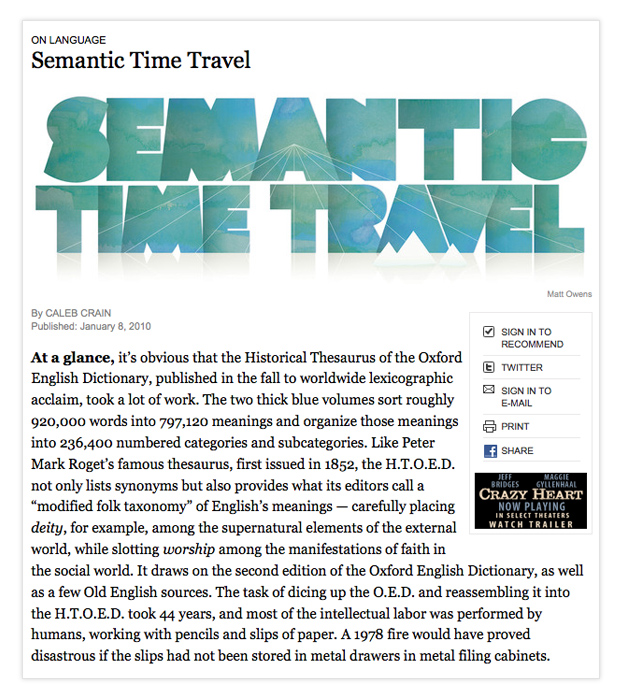 ON LANGUAGE
Semantic Time Travel
SEMANTIC
TIME TRAVEL
Matt Owens
By CALEB CRAIN
Published: January 8, 2010
At a glance, it’s obvious that the Historical Thesaurus of the Oxford
English Dictionary, published in the fall to worldwide lexicographic
acclaim, took a lot of work. The two thick blue volumes sort roughly
920,000 words into 797,120 meanings and organize those meanings
into 236,400 numbered categories and subcategories. Like Peter
Mark Roget’s famous thesaurus, first issued in 1852, the H.T.O.E.D.
not only lists synonyms but also provides what its editors call a
“modified folk taxonomy” of English’s meanings — carefully placing
deity, for example, among the supernatural elements of the external
world, while slotting worship among the manifestations of faith in
the social world. It draws on the second edition of the Oxford English Dictionary, as well
as a few Old English sources. The task of dicing up the O.E.D. and reassembling it into
the H.T.O.E.D. took 44 years, and most of the intellectual labor was performed by
humans, working with pencils and slips of paper. A 1978 fire would have proved
disastrous if the slips had not been stored in metal drawers in metal filing cabinets.
SIGN IN TO
RECOMMEND
TWITTER
SIGN IN TO
E-MAIL
PRINT
SHARE
JEFF BRIDGES MAGGIE GYLLENHAAL
CRAZY HEART
NOW PLAYING
IN SELECT THEATERS
WATCH TRAILER